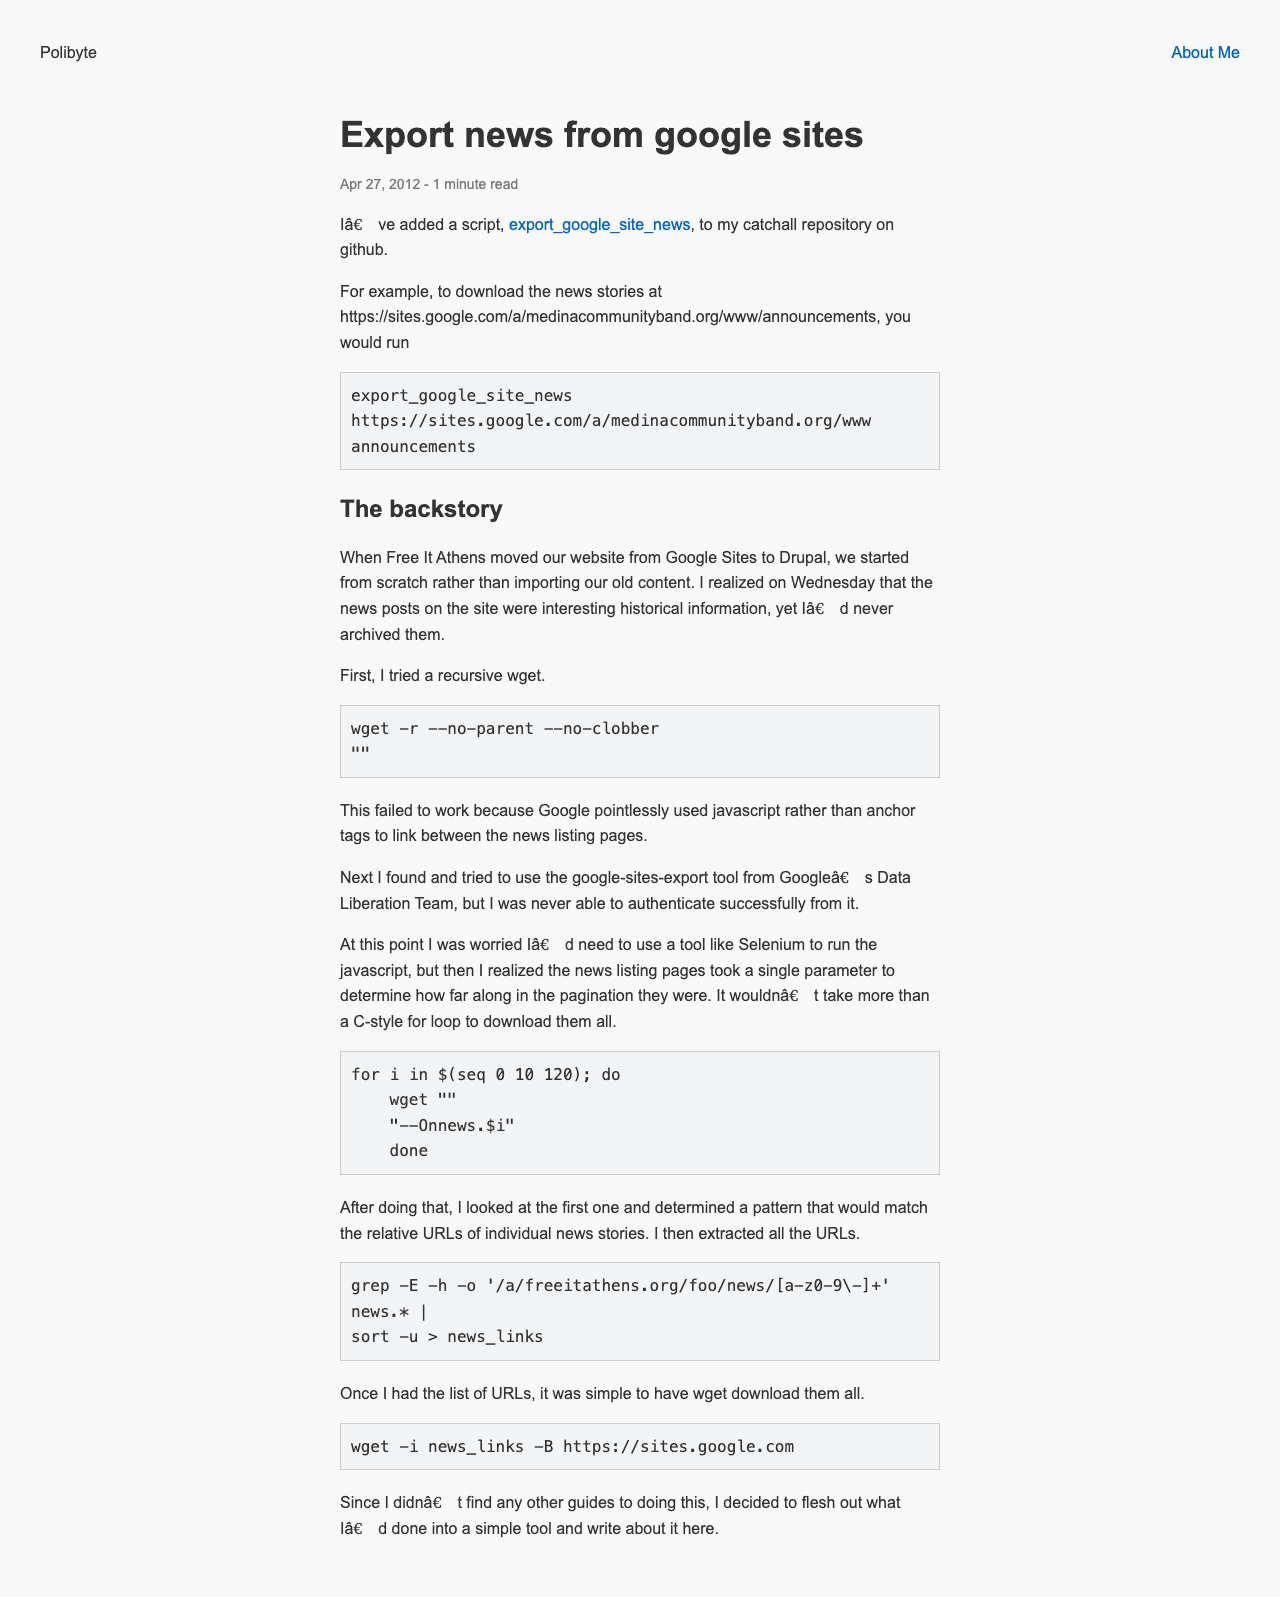 Polibyte
About Me
Export news from google sites
Apr 27, 2012 - 1 minute read
Iâ€ ve added a script, export_google_site_news, to my catchall repository on
github.
For example, to download the news stories at
https://sites.google.com/a/medinacommunityband.org/www/announcements, you
would run
export_google_site_news
https://sites.google.com/a/medinacommunityband.org/www
announcements
The backstory
When Free It Athens moved our website from Google Sites to Drupal, we started
from scratch rather than importing our old content. I realized on Wednesday that the
news posts on the site were interesting historical information, yet Iâ€ d never
archived them.
First, I tried a recursive wget.
wget -r --no-parent --no-clobber
""
This failed to work because Google pointlessly used javascript rather than anchor
tags to link between the news listing pages.
Next I found and tried to use the google-sites-export tool from Googleâ€ s Data
Liberation Team, but I was never able to authenticate successfully from it.
At this point I was worried Iâ€ d need to use a tool like Selenium to run the
javascript, but then I realized the news listing pages took a single parameter to
determine how far along in the pagination they were. It wouldnâ€ t take more than
a C-style for loop to download them all.
for i in $(seq 0 10 120); do
    wget ""
    "--Onnews.$i"
    done
After doing that, I looked at the first one and determined a pattern that would match
the relative URLs of individual news stories. I then extracted all the URLs.
grep -E -h -o '/a/freeitathens.org/foo/news/[a-z0-9\-]+'
news.* |
sort -u > news_links
Once I had the list of URLs, it was simple to have wget download them all.
wget -i news_links -B https://sites.google.com
Since I didnâ€ t find any other guides to doing this, I decided to flesh out what
Iâ€ d done into a simple tool and write about it here.